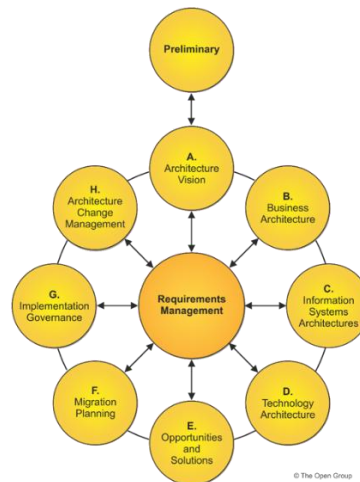 Preliminary
A.
Architecture
Vision
B.
Business
Architecture
C.
Information
Systems
Architectures
D.
Technology
Architecture
E.
Opportunities
and
Solutions
F.
Migration
Planning
G.
Implementation
Governance
H.
Architecture
Change
Management
Requirements
Management
© The Open Group